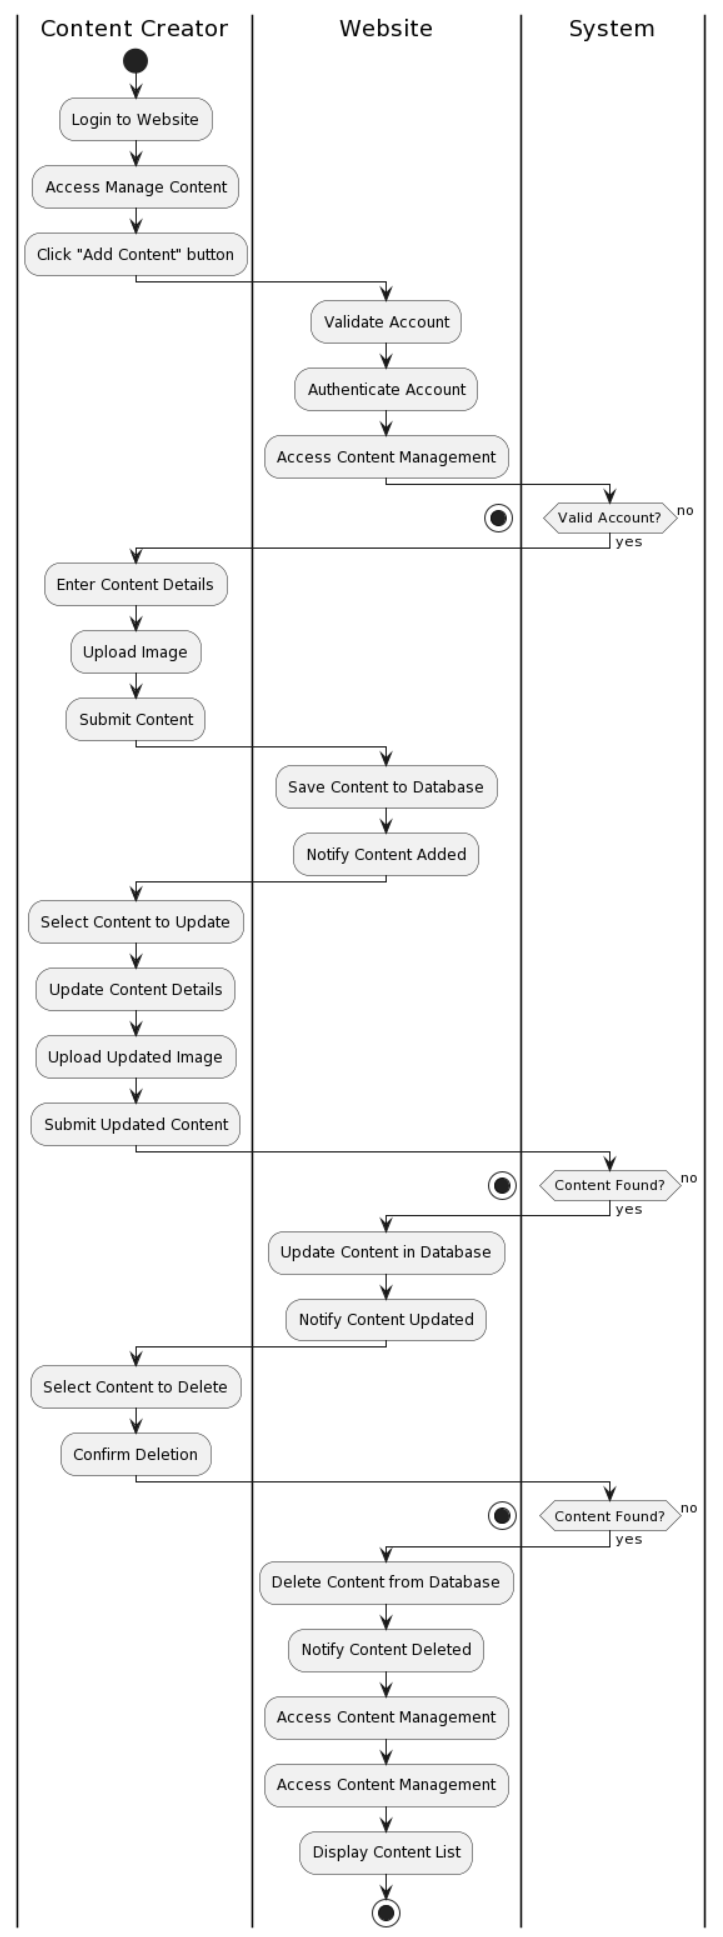 Content Creator
Website
System
Login to Website
Access Manage Content
Click "Add Content" button
Validate Account
Authenticate Account
Access Content Management
Valid Account?
no
yes
Enter Content Details
Upload Image
Submit Content
Save Content to Database
Notify Content Added
Select Content to Update
Update Content Details
Upload Updated Image
Submit Updated Content
Content Found?
no
yes
Update Content in Database
Notify Content Updated
Select Content to Delete
Confirm Deletion
Content Found?
no
yes
Delete Content from Database
Notify Content Deleted
Access Content Management
Access Content Management
Display Content List